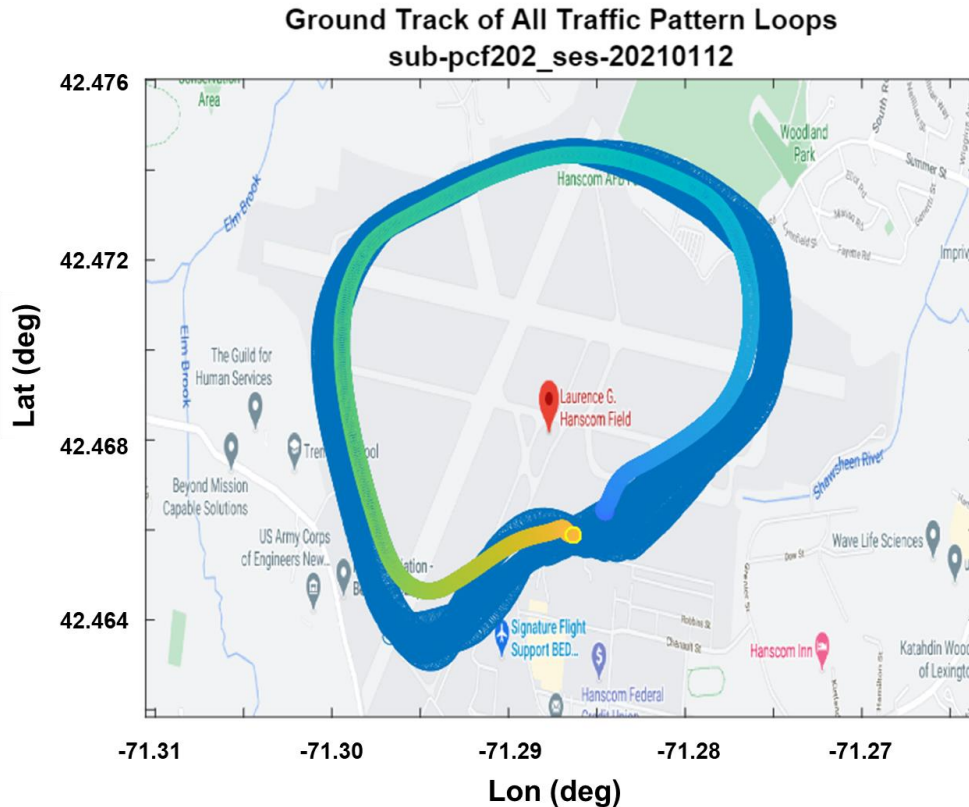 Ground Track of All Traffic Pattern Loops
sub-pcf202_ses-20210112
42.476
42.472
42.468
42.464
Lat (deg)
-71.31
-71.30
-71.29
-71.28
-71.27
Lon (deg)
Area
Elm Brook
Elm Brook
Woodland
Park
South
Summer St
Hanscom AFB
The Guild for
Human Services
Laurence G.
Hanscom Field
Beyond Mission
Capable Solutions
US Army Corps
of Engineers New...
Shawsheen River
Wave Life Sciences
Signature Flight
Support BED...
Robbins St
Hanscom Inn
Katahdin Wood
of Lexington
Hanscom Federal
Credit Union